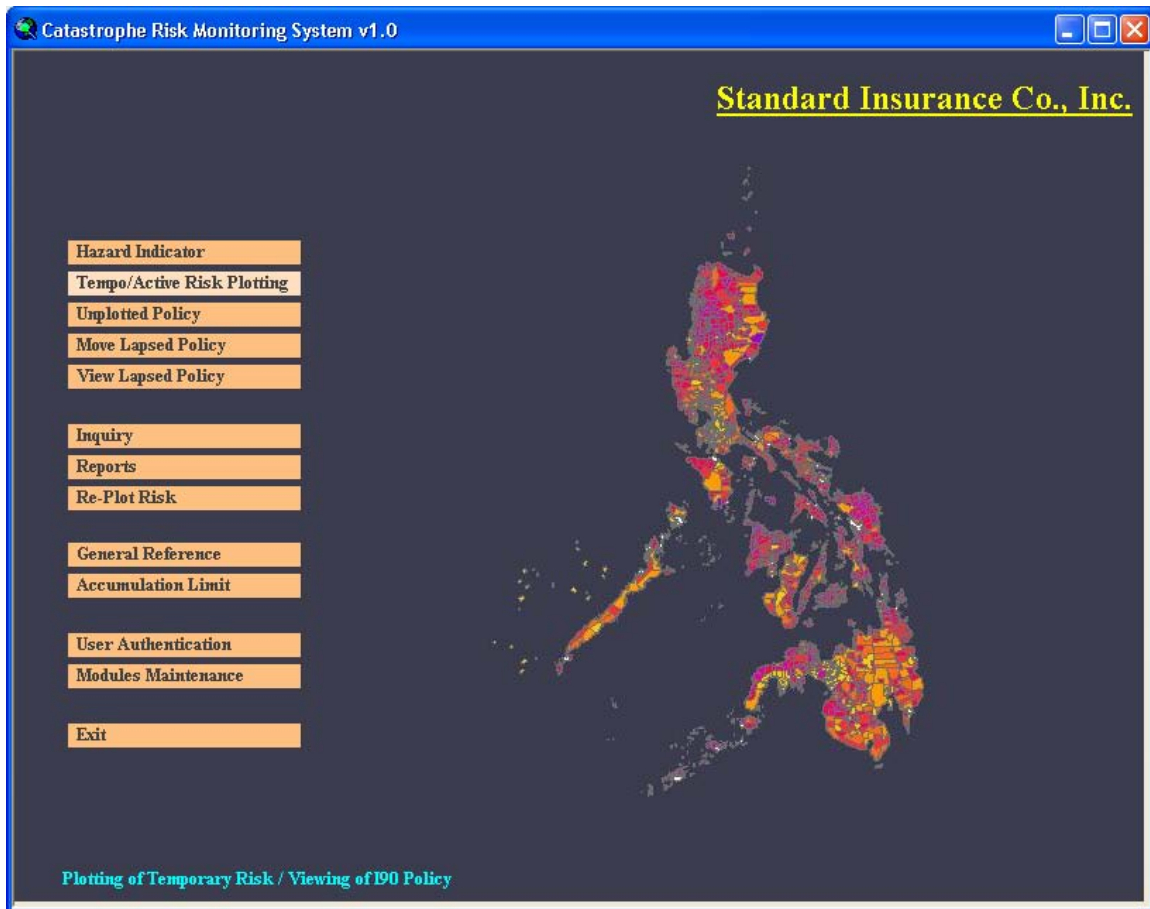 Catastrophe Risk Monitoring System v1.0
Standard Insurance Co., Inc.
Hazard Indicator
Tempo/Active Risk Plotting
Unplotted Policy
Move Lapsed Policy
View Lapsed Policy
Inquiry
Reports
Re-Plot Risk
General Reference
Accumulation Limit
User Authentication
Modules Maintenance
Exit
Plotting of Temporary Risk / Viewing of I90 Policy